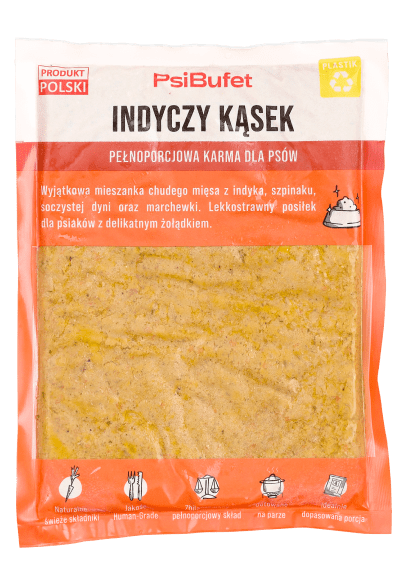 PRODUKT
POLSKI
PsiBufet
PLASTIK
INDYCZY KĄSEK
PEŁNOPORCJOWA KARMA DLA PSÓW
Wyjątkowa mieszanka chudego mięsa z indyka, szpinaku,
soczystej dyni oraz marchewki. Lekkostrawny posiłek
dla psiaków z delikatnym żołądkiem.
Naturalne
świeże składniki
Jakość
Human-Grade
pełnoporcjowy skład
na parze
dopasowana porcja